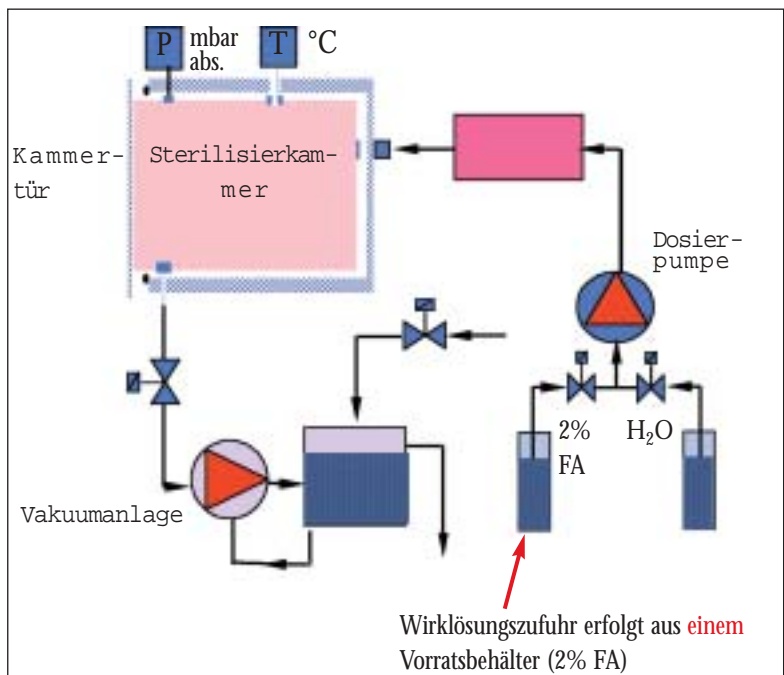 P mbar
abs.
T °C
Kammer-
tür
Sterilisierkam-
mer
Dosier-
pumpe
2%
FA
H₂O
Vakuumanlage
Wirklösungszufuhr erfolgt aus einem
Vorratsbehälter (2% FA)